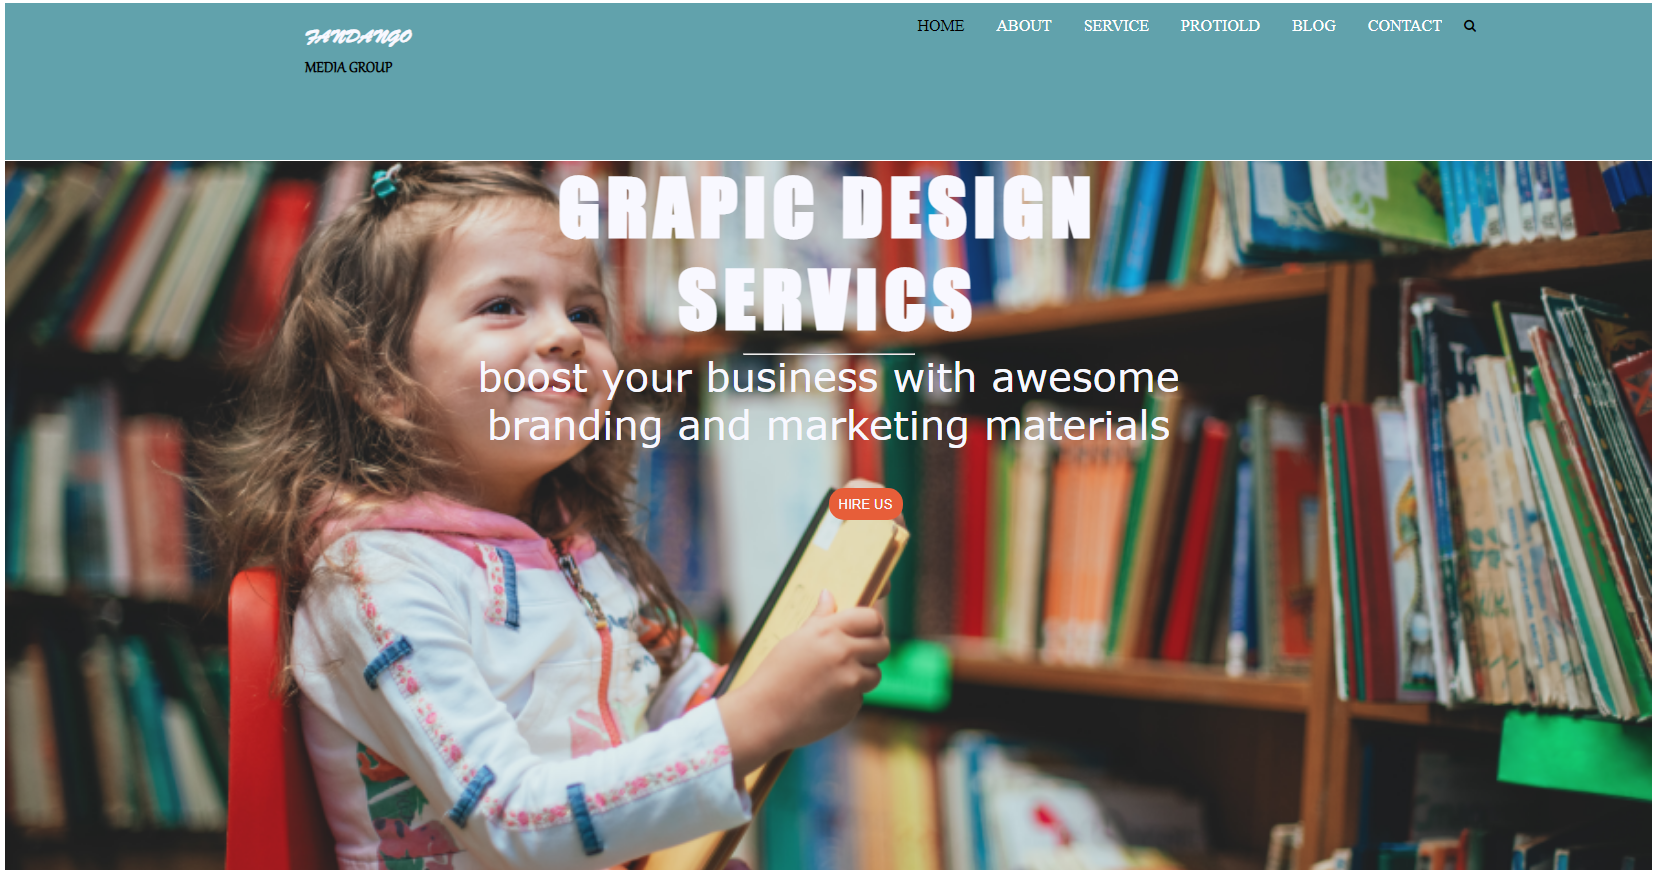 FANDANGO
MEDIA GROUP
HOME ABOUT SERVICE PROTIOLD BLOG CONTACT
GRAPIC DESIGN
SERVICS
boost your business with awesome
branding and marketing materials
HIRE US